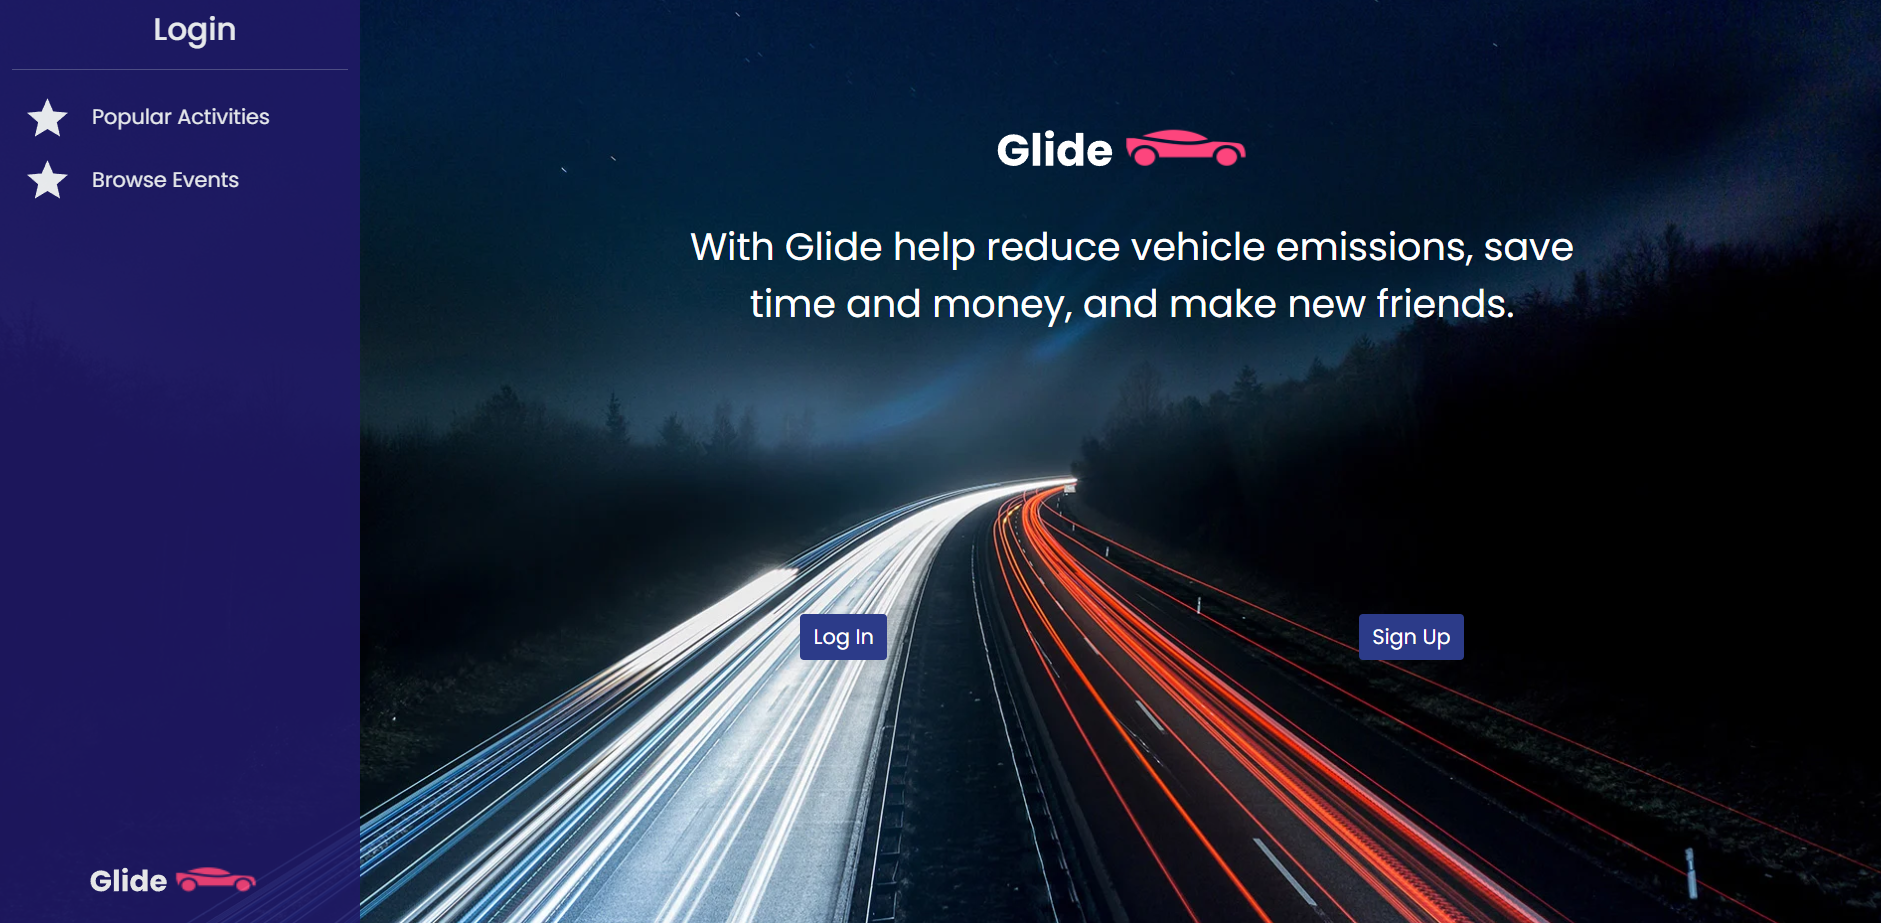 Login
Popular Activities
Browse Events
Glide
Glide
With Glide help reduce vehicle emissions, save
time and money, and make new friends.
Log In
Sign Up